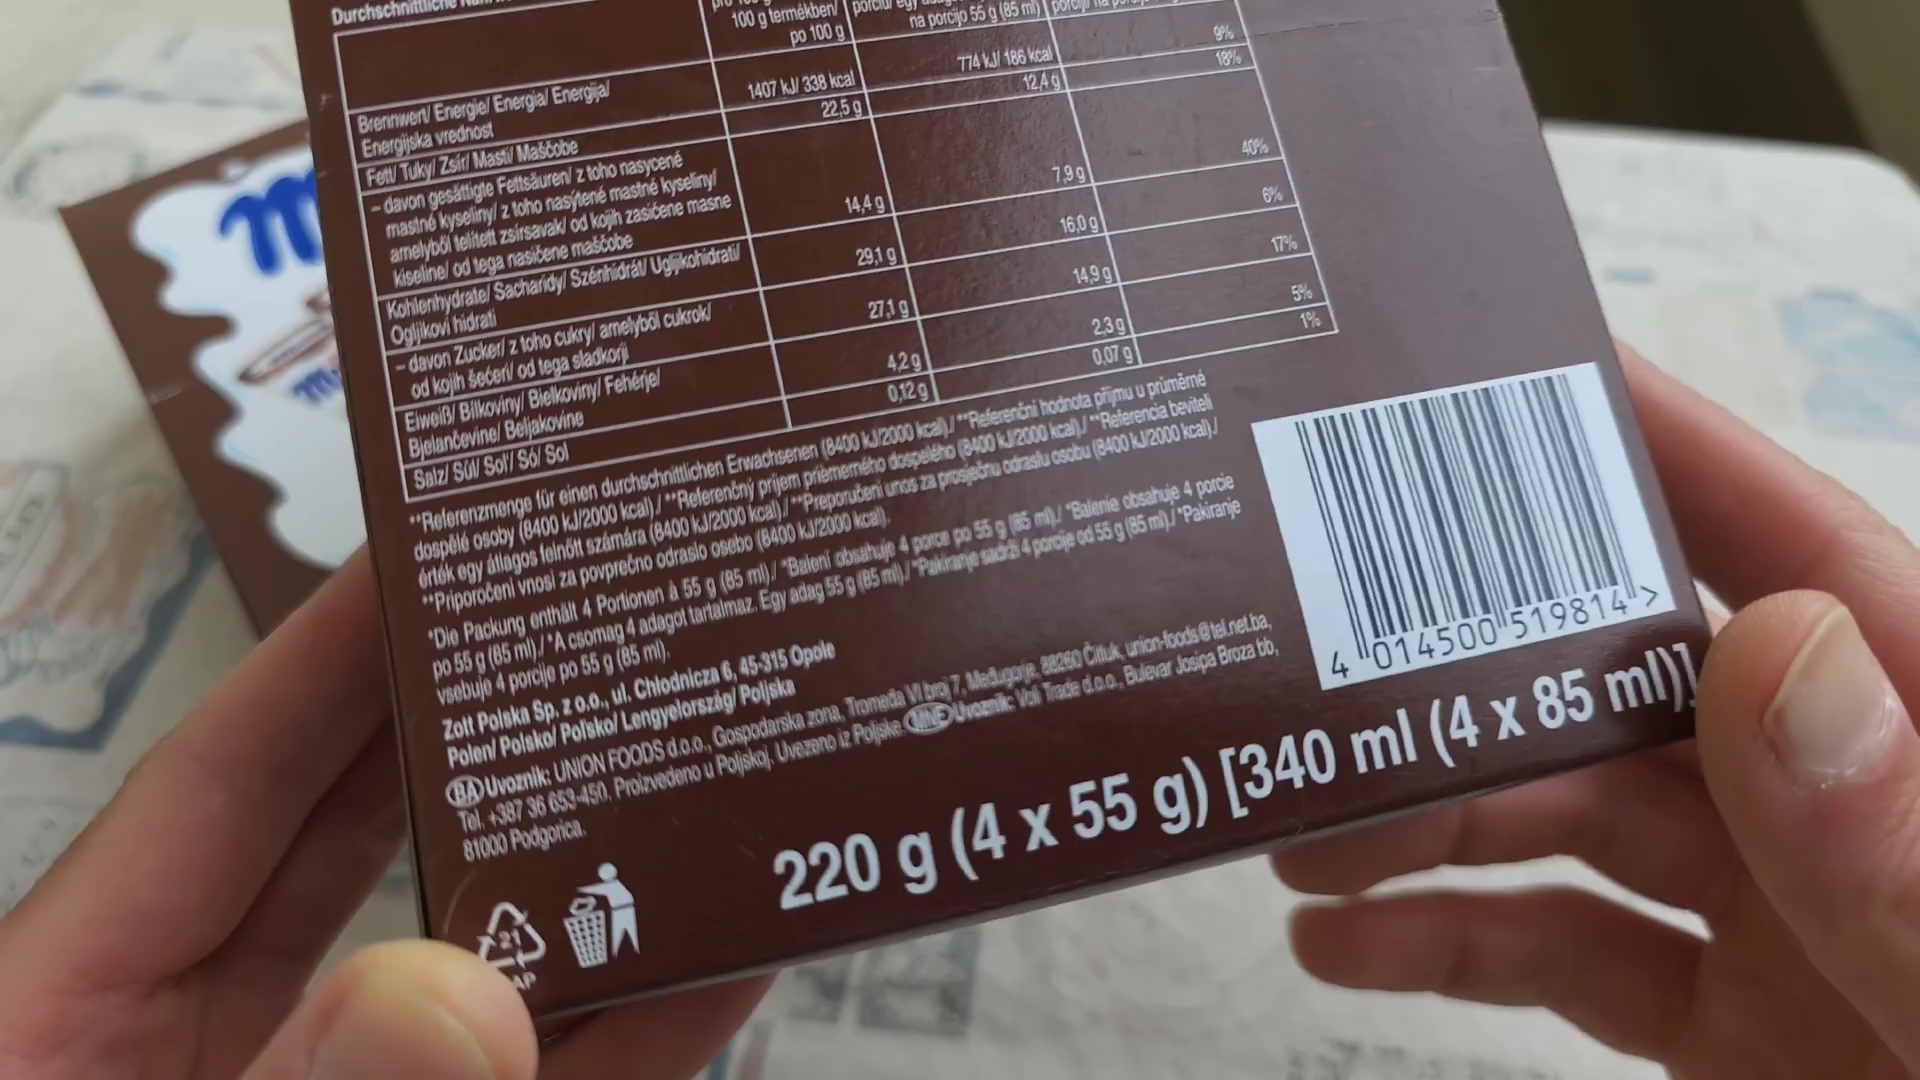 100 g termékben/
po 100 g
na porcijo 55 g (85 ml)
Brennwert/ Energie/ Energia/ Energija/
Energijska vrednost
1407 kJ/ 338 kcal
774 kJ/ 186 kcal
9%
Fett/ Tuky/ Zsír/ Masti/ Maščobe
22,5 g
12,4 g
18%
– davon gesättigte Fettsäuren/ z toho nasycené
mastné kyseliny/ z toho nasýtené mastné kyseliny/
amelyből telített zsírsavak/ od kojih zasićene masne
kiseline/ od tega nasičene maščobe
14,4 g
7,9 g
40%
Kohlenhydrate/ Sacharidy/ Szénhidrát/ Ugljikohidrati/
Ogljikovi hidrati
29,1 g
16,0 g
6%
– davon Zucker/ z toho cukry/ amelyből cukrok/
od kojih šećeri/ od tega sladkorji
27,1 g
14,9 g
17%
Eiweiß/ Bílkoviny/ Bielkoviny/ Fehérje/
Bjelančevine/ Beljakovine
4,2 g
2,3 g
5%
Salz/ Sůl/ Soľ/ Só/ Sol
0,12 g
0,07 g
1%
**Referenzmenge für einen durchschnittlichen Erwachsenen (8400 kJ/2000 kcal)./ **Referenční hodnota příjmu u průměrné
dospělé osoby (8400 kJ/2000 kcal)./ **Referenčný príjem priemerného dospelého (8400 kJ/2000 kcal)./ **Referencia beviteli
érték egy átlagos felnőtt számára (8400 kJ/2000 kcal)./ **Preporučeni unos za prosječnu odraslu osobu (8400 kJ/2000 kcal)./
**Priporočeni vnosi za povprečno odraslo osebo (8400 kJ/2000 kcal).
*Die Packung enthält 4 Portionen à 55 g (85 ml)./ *Balení obsahuje 4 porce po 55 g (85 ml)./ *Balenie obsahuje 4 porcie
po 55 g (85 ml)./ *A csomag 4 adagot tartalmaz. Egy adag 55 g (85 ml)./ *Pakiranje sadrži 4 porcije od 55 g (85 ml)./ *Pakiranje
vsebuje 4 porcije po 55 g (85 ml).
Zott Polska Sp. z o.o., ul. Chłodnicza 6, 45-315 Opole
Polen/ Polsko/ Poľsko/ Lengyelország/ Poljska
BA Uvoznik: UNION FOODS d.o.o., Gospodarska zona, Tromeđa VI broj 7, Međugorje, 88260 Čitluk, union-foods@tel.net.ba,
Tel. +387 36 653-450. Proizvedeno u Poljskoj. Uvezeno iz Poljske. MNE Uvoznik: Voli Trade d.o.o., Bulevar Josipa Broza bb,
81000 Podgorica.
4 014500 519814 >
220 g (4 x 55 g) [340 ml (4 x 85 ml)]
21